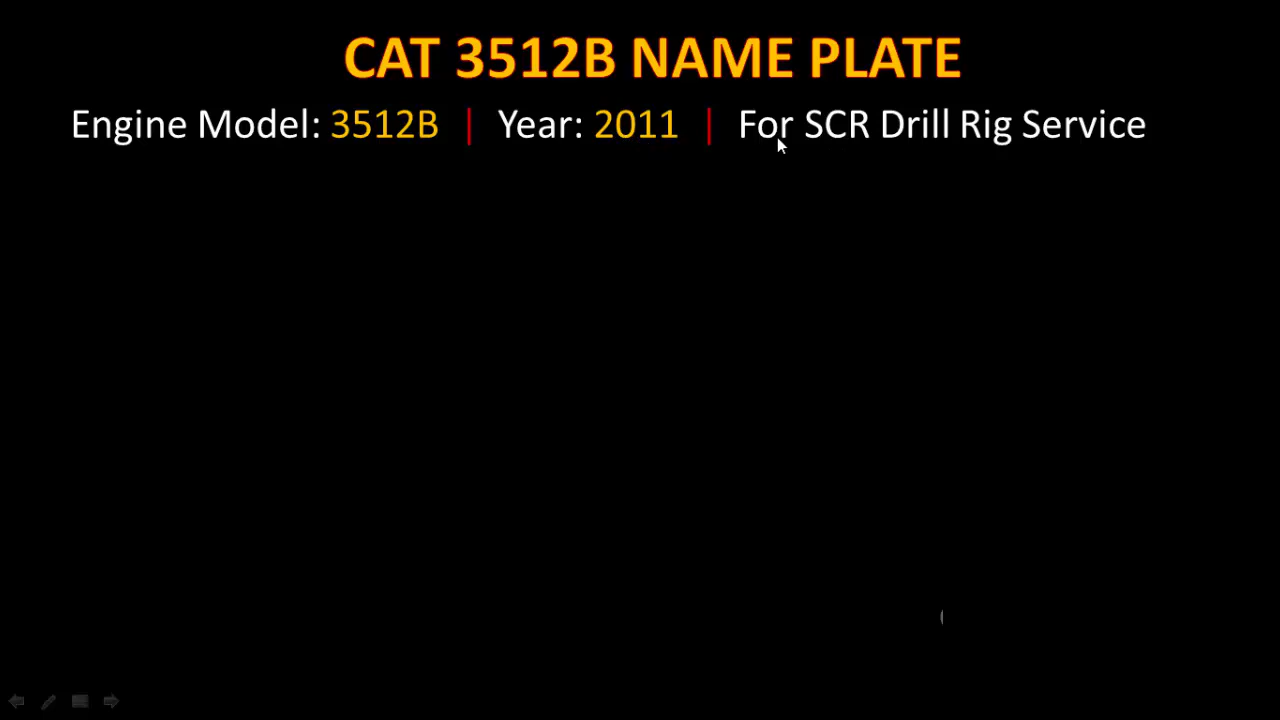 CAT 3512B NAME PLATE
Engine Model: 3512B | Year: 2011 | For SCR Drill Rig Service